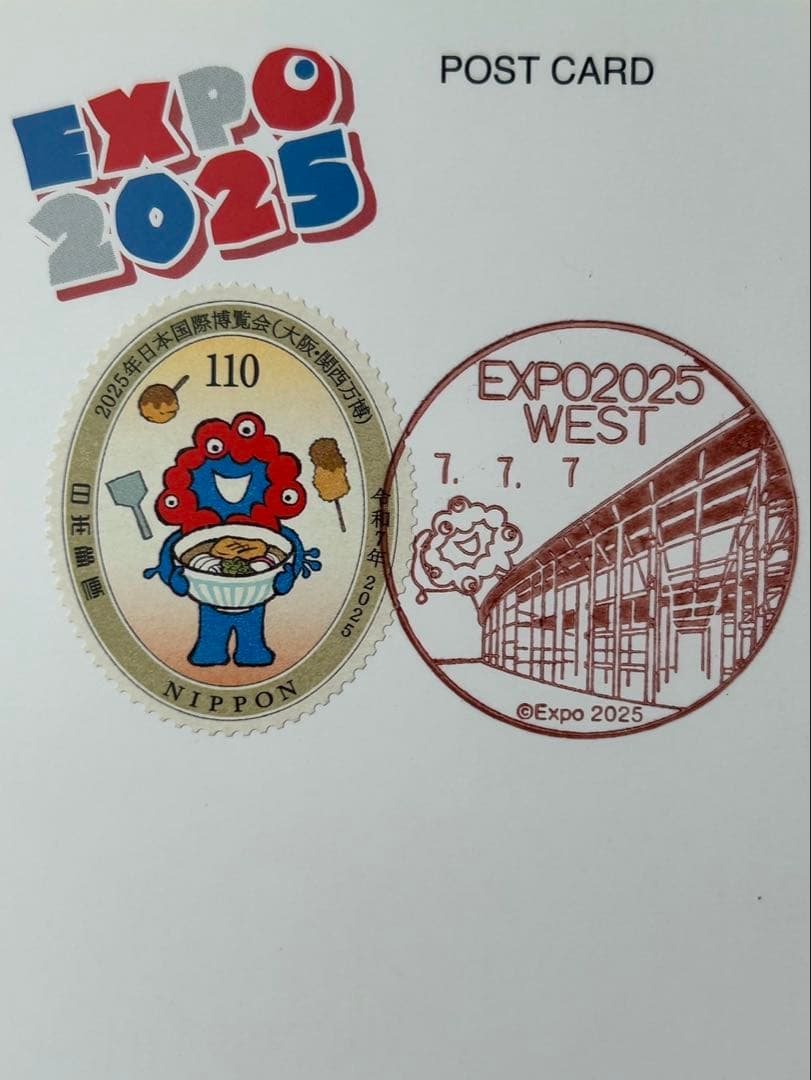 POST CARD
EXPO
2025
2025年日本国際博覧会(大阪・関西万博)
110
日本郵便
令和7年 2025
NIPPON
EXPO2025
WEST
7. 7. 7
©Expo 2025